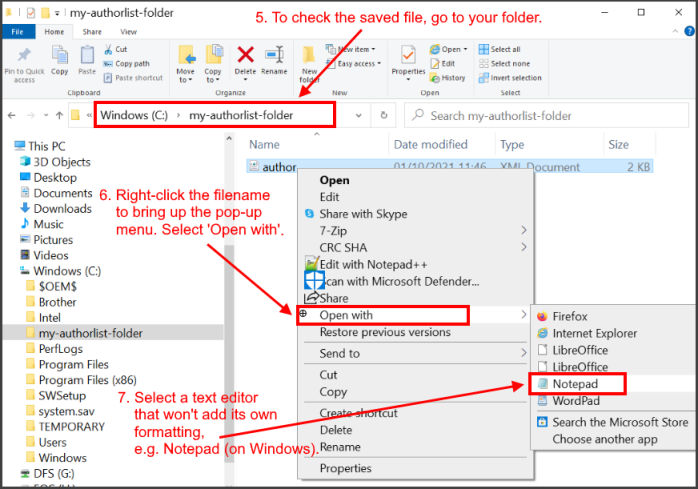 my-authorlist-folder
5. To check the saved file, go to your folder.
File
Home
Share
View
Pin to Quick
access
Copy
Paste
Cut
Copy path
Paste shortcut
Clipboard
Move
to
Copy
to
Delete
Rename
Organize
New
folder
New item
Easy access
New
Properties
Open
Edit
History
Open
Select all
Select none
Invert selection
Select
Windows (C:) › my-authorlist-folder
Search my-authorlist-folder
Name
Date modified
Type
Size
author
01/10/2021 11:46
XML Document
2 KB
This PC
3D Objects
Desktop
Documents
Downloads
Music
Pictures
Videos
Windows (C:)
$OEM$
Brother
Intel
my-authorlist-folder
PerfLogs
Program Files
Program Files (x86)
SWSetup
system.sav
TEMPORARY
Users
Windows
DFS (G:)
6. Right-click the filename
to bring up the pop-up
menu. Select 'Open with'.
7. Select a text editor
that won't add its own
formatting,
e.g. Notepad (on Windows).
Open
Edit
Share with Skype
7-Zip
CRC SHA
Edit with Notepad++
Scan with Microsoft Defender...
Share
Open with
Restore previous versions
Send to
Cut
Copy
Create shortcut
Delete
Rename
Properties
Firefox
Internet Explorer
LibreOffice
LibreOffice
Notepad
WordPad
Search the Microsoft Store
Choose another app